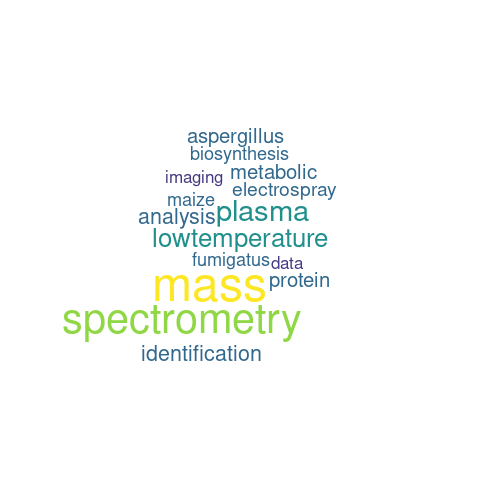 aspergillus
biosynthesis
metabolic
imaging
electrospray
maize
plasma
analysis
lowtemperature
fumigatus
data
protein
mass
spectrometry
identification